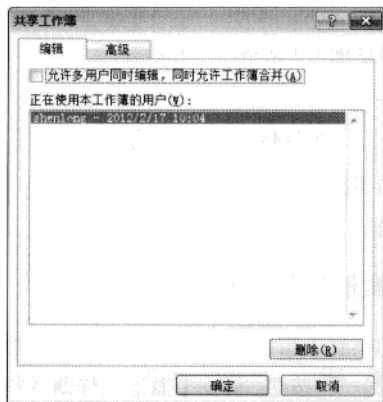 共享工作簿
编辑 高级
允许多用户同时编辑，同时允许工作簿合并(A)
正在使用本工作簿的用户(W)：
shenlong - 2012/2/17 10:04
删除(R)
确定 取消